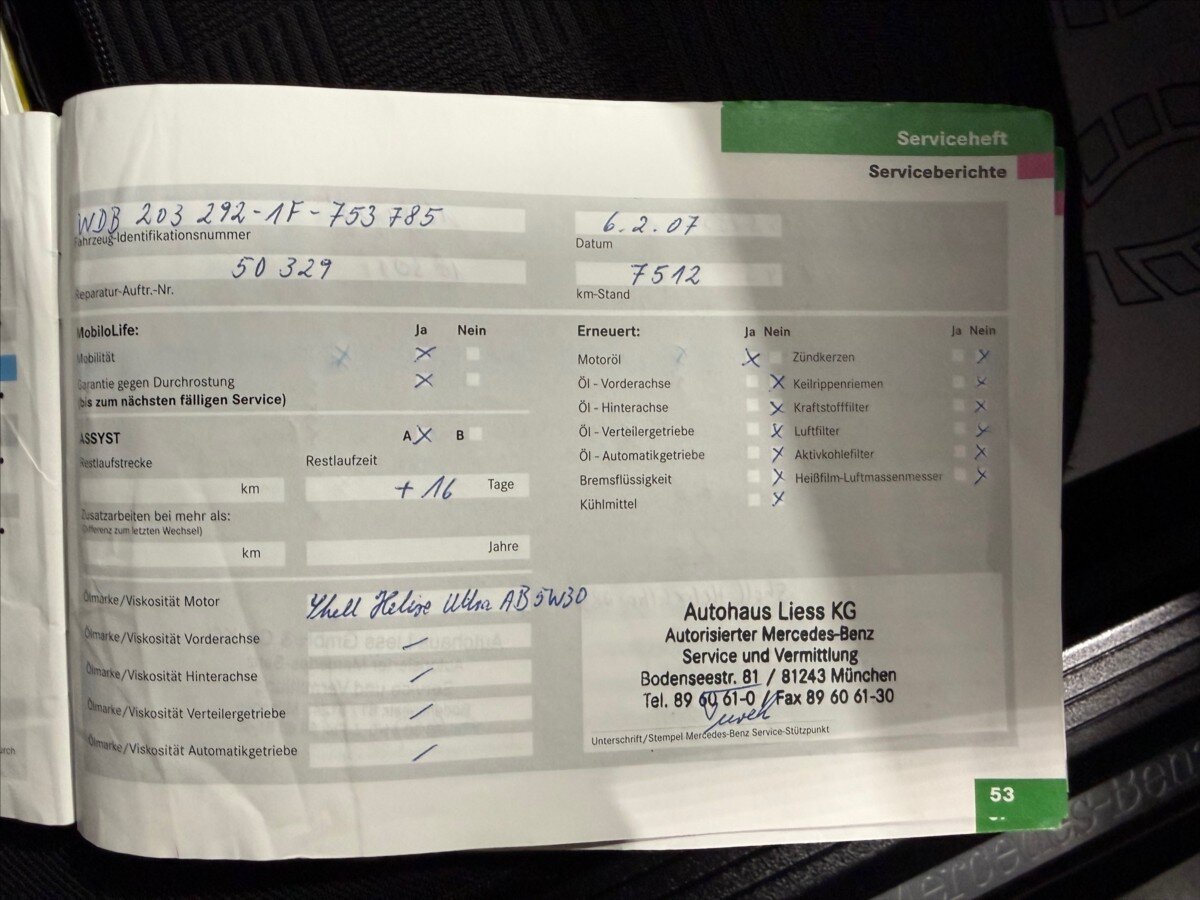 Serviceheft
Serviceberichte
WDB 203 292-1F-753 785
Fahrzeug-Identifikationsnummer
6.2.07
Datum
50 329
Reparatur-Auftr.-Nr.
7512
km-Stand
MobiloLife: Ja Nein
Mobilität X
Garantie gegen Durchrostung X
(bis zum nächsten fälligen Service)
ASSYST A X B
Restlaufstrecke Restlaufzeit
km + 16 Tage
Zusatzarbeiten bei mehr als:
(Differenz zum letzten Wechsel)
km Jahre
Erneuert: Ja Nein Ja Nein
Motoröl X Zündkerzen X
Öl - Vorderachse X Keilrippenriemen X
Öl - Hinterachse X Kraftstofffilter X
Öl - Verteilergetriebe X Luftfilter X
Öl - Automatikgetriebe X Aktivkohlefilter X
Bremsflüssigkeit X Heißfilm-Luftmassenmesser X
Kühlmittel X
Ölmarke/Viskosität Motor Shell Helixe Ultra AB 5W30
Ölmarke/Viskosität Vorderachse /
Ölmarke/Viskosität Hinterachse /
Ölmarke/Viskosität Verteilergetriebe /
Ölmarke/Viskosität Automatikgetriebe /
Autohaus Liess KG
Autorisierter Mercedes-Benz
Service und Vermittlung
Bodenseestr. 81 / 81243 München
Tel. 89 60 61-0 / Fax 89 60 61-30
Unterschrift/Stempel Mercedes-Benz Service-Stützpunkt
53
Mercedes-Benz